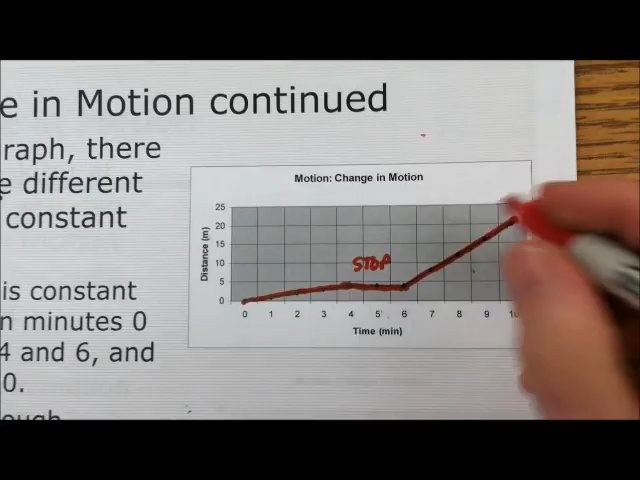 e in Motion continued
raph, there
e different
constant
is constant
n minutes 0
4 and 6, and
0.
Motion: Change in Motion
25
20
15
10
5
0
Distance (m)
STOP
0 1 2 3 4 5 6 7 8 9 10
Time (min)